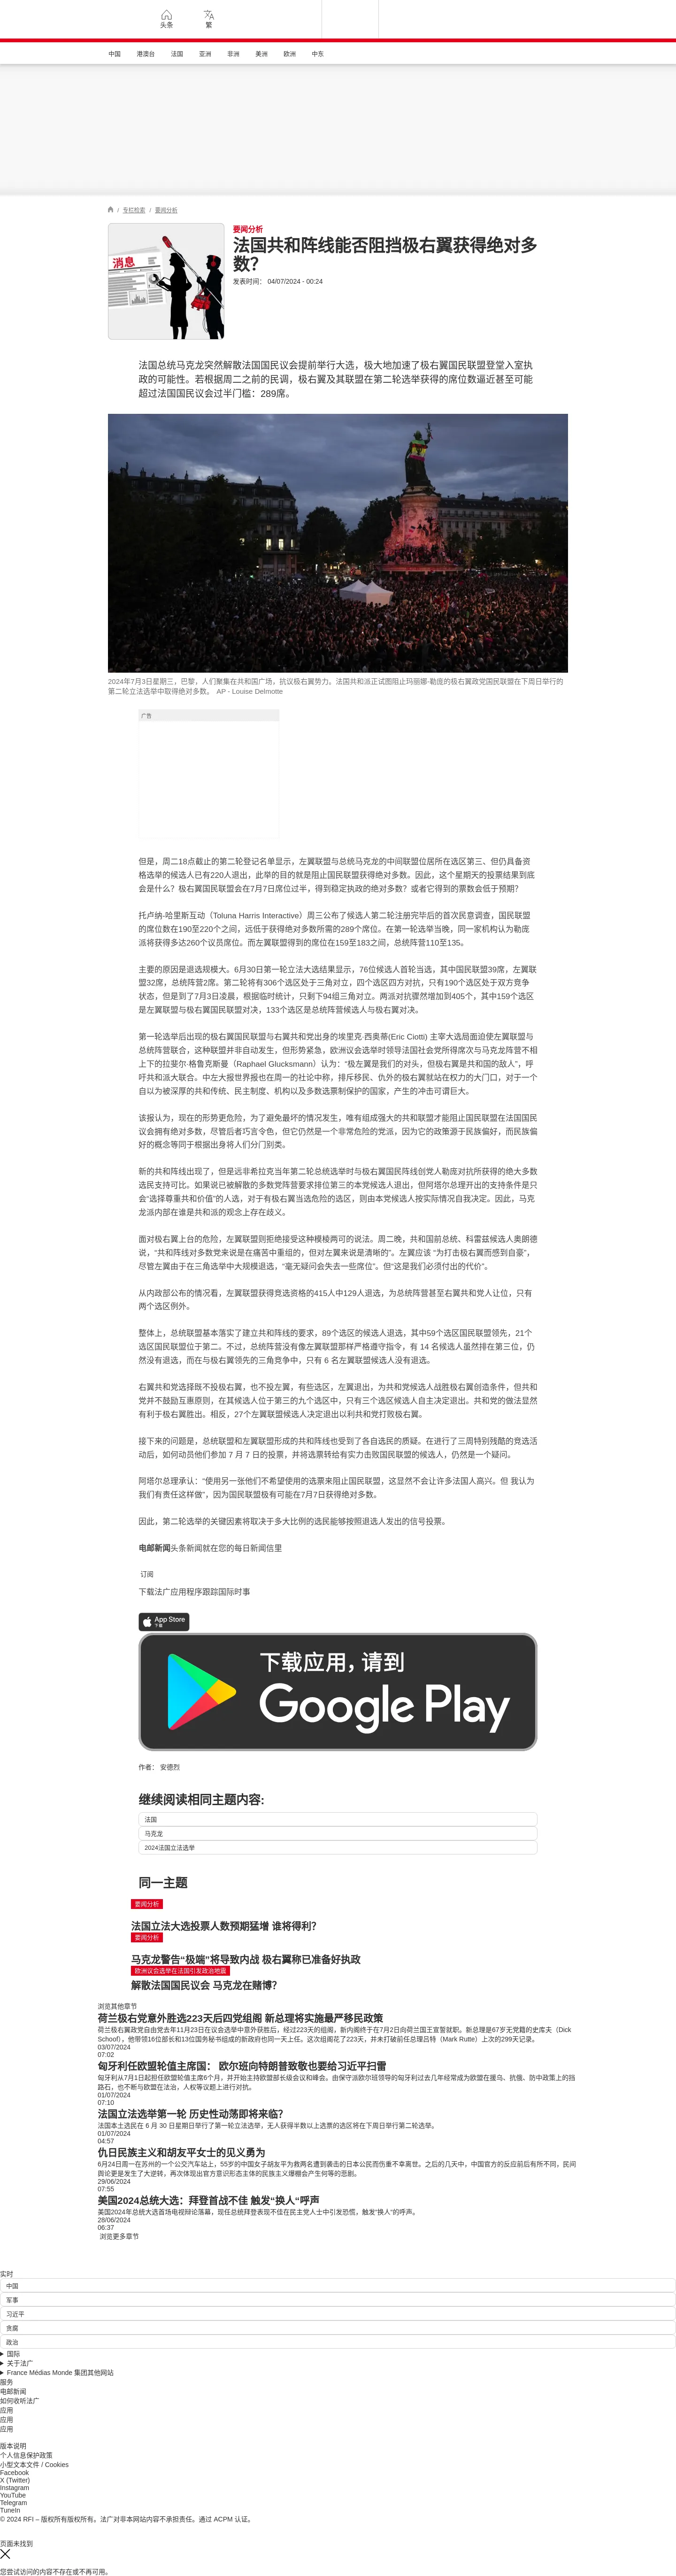 头条
繁
中国 港澳台 法国 亚洲 非洲 美洲 欧洲 中东
/ 专栏检索 / 要闻分析
消息
要闻分析
法国共和阵线能否阻挡极右翼获得绝对多
数？
发表时间： 04/07/2024 - 00:24
法国总统马克龙突然解散法国国民议会提前举行大选，极大地加速了极右翼国民联盟登堂入室执
政的可能性。若根据周二之前的民调，极右翼及其联盟在第二轮选举获得的席位数逼近甚至可能
超过法国国民议会过半门槛：289席。
2024年7月3日星期三，巴黎，人们聚集在共和国广场，抗议极右翼势力。法国共和派正试图阻止玛丽娜-勒庞的极右翼政党国民联盟在下周日举行的
第二轮立法选举中取得绝对多数。 AP - Louise Delmotte
广告
但是，周二18点截止的第二轮登记名单显示，左翼联盟与总统马克龙的中间联盟位居所在选区第三、但仍具备资
格选举的候选人已有220人退出，此举的目的就是阻止国民联盟获得绝对多数。因此，这个星期天的投票结果到底
会是什么？极右翼国民联盟会在7月7日席位过半，得到稳定执政的绝对多数？或者它得到的票数会低于预期？
托卢纳-哈里斯互动（Toluna Harris Interactive）周三公布了候选人第二轮注册完毕后的首次民意调查，国民联盟
的席位数在190至220个之间，远低于获得绝对多数所需的289个席位。在第一轮选举当晚，同一家机构认为勒庞
派将获得多达260个议员席位。而左翼联盟得到的席位在159至183之间，总统阵营110至135。
主要的原因是退选规模大。6月30日第一轮立法大选结果显示，76位候选人首轮当选，其中国民联盟39席，左翼联
盟32席，总统阵营2席。第二轮将有306个选区处于三角对立，四个选区四方对抗，只有190个选区处于双方竞争
状态，但是到了7月3日凌晨，根据临时统计，只剩下94组三角对立。两派对抗骤然增加到405个，其中159个选区
是左翼联盟与极右翼国民联盟对决，133个选区是总统阵营候选人与极右翼对决。
第一轮选举后出现的极右翼国民联盟与右翼共和党出身的埃里克·西奥蒂(Eric Ciotti) 主宰大选局面迫使左翼联盟与
总统阵营联合，这种联盟并非自动发生，但形势紧急，欧洲议会选举时领导法国社会党所得席次与马克龙阵营不相
上下的拉斐尔·格鲁克斯曼（Raphael Glucksmann）认为：“极左翼是我们的对头，但极右翼是共和国的敌人”，呼
吁共和派大联合。中左大报世界报也在周一的社论中称，排斥移民、仇外的极右翼就站在权力的大门口，对于一个
自以为被深厚的共和传统、民主制度、机构以及多数选票制保护的国家，产生的冲击可谓巨大。
该报认为，现在的形势更危险，为了避免最坏的情况发生，唯有组成强大的共和联盟才能阻止国民联盟在法国国民
议会拥有绝对多数，尽管后者巧言令色，但它仍然是一个非常危险的党派，因为它的政策源于民族偏好，而民族偏
好的概念等同于根据出身将人们分门别类。
新的共和阵线出现了，但是远非希拉克当年第二轮总统选举时与极右翼国民阵线创党人勒庞对抗所获得的绝大多数
选民支持可比。如果说已被解散的多数党阵营要求排位第三的本党候选人退出，但阿塔尔总理开出的支持条件是只
会“选择尊重共和价值”的人选，对于有极右翼当选危险的选区，则由本党候选人按实际情况自我决定。因此，马克
龙派内部在谁是共和派的观念上存在歧义。
面对极右翼上台的危险，左翼联盟则拒绝接受这种模棱两可的说法。周二晚，共和国前总统、科雷兹候选人奥朗德
说，“共和阵线对多数党来说是在痛苦中重组的，但对左翼来说是清晰的”。左翼应该 “为打击极右翼而感到自豪”，
尽管左翼由于在三角选举中大规模退选，“毫无疑问会失去一些席位”。但“这是我们必须付出的代价”。
从内政部公布的情况看，左翼联盟获得竞选资格的415人中129人退选，为总统阵营甚至右翼共和党人让位，只有
两个选区例外。
整体上，总统联盟基本落实了建立共和阵线的要求，89个选区的候选人退选，其中59个选区国民联盟领先，21个
选区国民联盟位于第二。不过，总统阵营没有像左翼联盟那样严格遵守指令，有 14 名候选人虽然排在第三位，仍
然没有退选，而在与极右翼领先的三角竞争中，只有 6 名左翼联盟候选人没有退选。
右翼共和党选择既不投极右翼，也不投左翼，有些选区，左翼退出，为共和党候选人战胜极右翼创造条件，但共和
党并不鼓励互惠原则，在其候选人位于第三的九个选区中，只有三个选区候选人自主决定退出。共和党的做法显然
有利于极右翼胜出。相反，27个左翼联盟候选人决定退出以利共和党打败极右翼。
接下来的问题是，总统联盟和左翼联盟形成的共和阵线也受到了各自选民的质疑。在进行了三周特别残酷的竞选活
动后，如何动员他们参加 7 月 7 日的投票，并将选票转给有实力击败国民联盟的候选人，仍然是一个疑问。
阿塔尔总理承认：“使用另一张他们不希望使用的选票来阻止国民联盟，这显然不会让许多法国人高兴。但 我认为
我们有责任这样做”，因为国民联盟极有可能在7月7日获得绝对多数。
因此，第二轮选举的关键因素将取决于多大比例的选民能够按照退选人发出的信号投票。
电邮新闻头条新闻就在您的每日新闻信里
订阅
下载法广应用程序跟踪国际时事
App Store
下载
下载应用，请到
Google Play
作者： 安德烈
继续阅读相同主题内容:
法国
马克龙
2024法国立法选举
同一主题
要闻分析
法国立法大选投票人数预期猛增 谁将得利？
要闻分析
马克龙警告“极端”将导致内战 极右翼称已准备好执政
欧洲议会选举在法国引发政治地震
解散法国国民议会 马克龙在赌博？
浏览其他章节
荷兰极右党意外胜选223天后四党组阁 新总理将实施最严移民政策
荷兰极右翼政党自由党去年11月23日在议会选举中意外获胜后，经过223天的组阁，新内阁终于在7月2日向荷兰国王宣誓就职。新总理是67岁无党籍的史库夫（Dick
Schoof），他带领16位部长和13位国务秘书组成的新政府也同一天上任。这次组阁花了223天，并未打破前任总理吕特（Mark Rutte）上次的299天记录。
03/07/2024
07:02
匈牙利任欧盟轮值主席国： 欧尔班向特朗普致敬也要给习近平扫雷
匈牙利从7月1日起担任欧盟轮值主席6个月，并开始主持欧盟部长级会议和峰会。由保守派欧尔班领导的匈牙利过去几年经常成为欧盟在援乌、抗俄、防中政策上的挡
路石，也不断与欧盟在法治，人权等议题上进行对抗。
01/07/2024
07:10
法国立法选举第一轮 历史性动荡即将来临？
法国本土选民在 6 月 30 日星期日举行了第一轮立法选举，无人获得半数以上选票的选区将在下周日举行第二轮选举。
01/07/2024
04:57
仇日民族主义和胡友平女士的见义勇为
6月24日周一在苏州的一个公交汽车站上，55岁的中国女子胡友平为救两名遭到袭击的日本公民而伤重不幸离世。之后的几天中，中国官方的反应前后有所不同，民间
舆论更是发生了大逆转，再次体现出官方意识形态主体的民族主义爆棚会产生何等的悲剧。
29/06/2024
07:55
美国2024总统大选：拜登首战不佳 触发“换人“呼声
美国2024年总统大选首场电视辩论落幕，现任总统拜登表现不佳在民主党人士中引发恐慌，触发”换人”的呼声。
28/06/2024
06:37
浏览更多章节
实时
中国
军事
习近平
贪腐
政治
国际
关于法广
France Médias Monde 集团其他网站
服务
电邮新闻
如何收听法广
应用
应用
应用
版本说明
个人信息保护政策
小型文本文件 / Cookies
Facebook
X (Twitter)
Instagram
YouTube
Telegram
TuneIn
© 2024 RFI – 版权所有版权所有。法广对非本网站内容不承担责任。通过 ACPM 认证。
页面未找到
您尝试访问的内容不存在或不再可用。